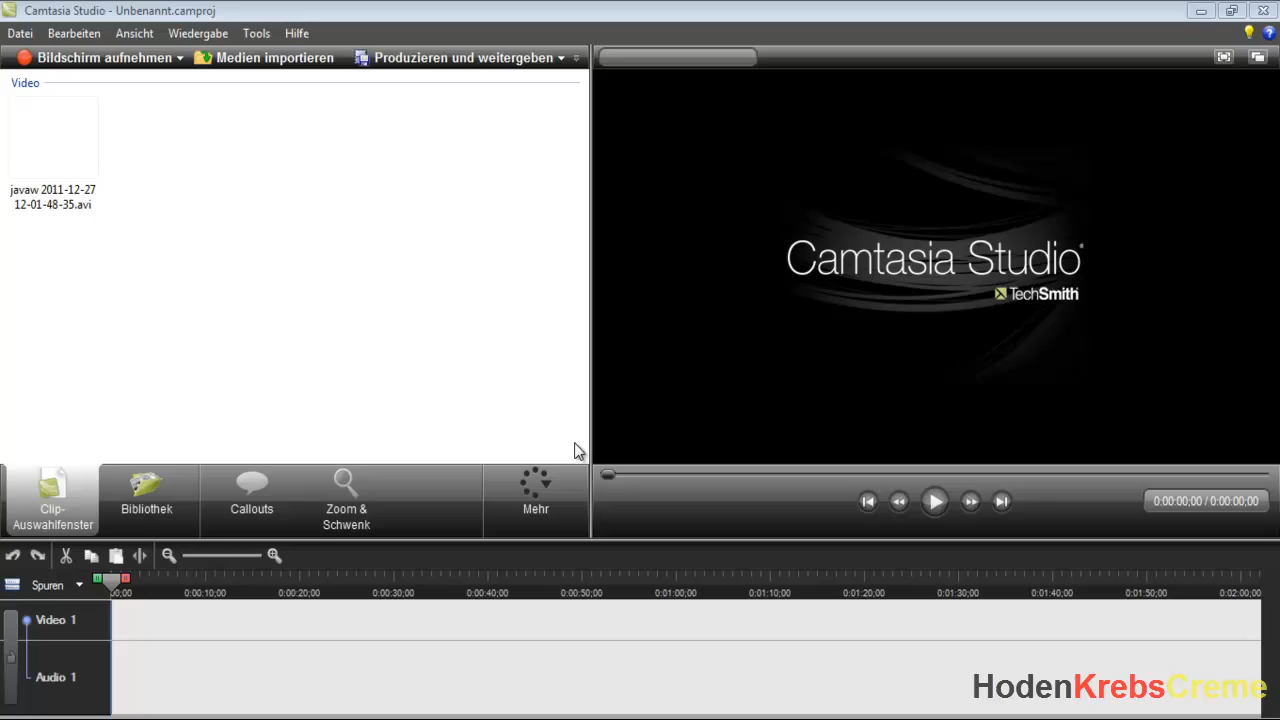 Camtasia Studio - Unbenannt.camproj
Datei Bearbeiten Ansicht Wiedergabe Tools Hilfe
Bildschirm aufnehmen Medien importieren Produzieren und weitergeben
Video
javaw 2011-12-27
12-01-48-35.avi
Camtasia Studio
TechSmith
Clip-
Auswahlfenster
Bibliothek
Callouts
Zoom &
Schwenk
Mehr
0:00:00;00 / 0:00:00;00
Spuren
00;00 0:00:10;00 0:00:20;00 0:00:30;00 0:00:40;00 0:00:50;00 0:01:00;00 0:01:10;00 0:01:20;00 0:01:30;00 0:01:40;00 0:01:50;00 0:02:00;00
Video 1
Audio 1
HodenKrebsCreme